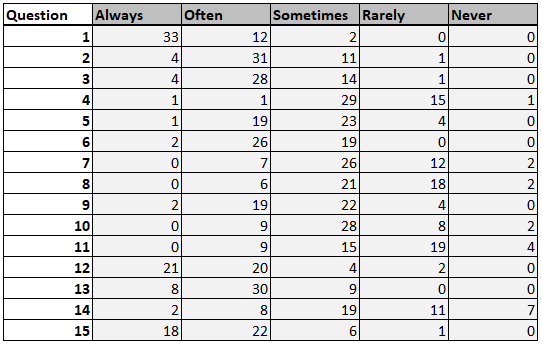 Question Always Often Sometimes Rarely Never
1 33 12 2 0 0
2 4 31 11 1 0
3 4 28 14 1 0
4 1 1 29 15 1
5 1 19 23 4 0
6 2 26 19 0 0
7 0 7 26 12 2
8 0 6 21 18 2
9 2 19 22 4 0
10 0 9 28 8 2
11 0 9 15 19 4
12 21 20 4 2 0
13 8 30 9 0 0
14 2 8 19 11 7
15 18 22 6 1 0